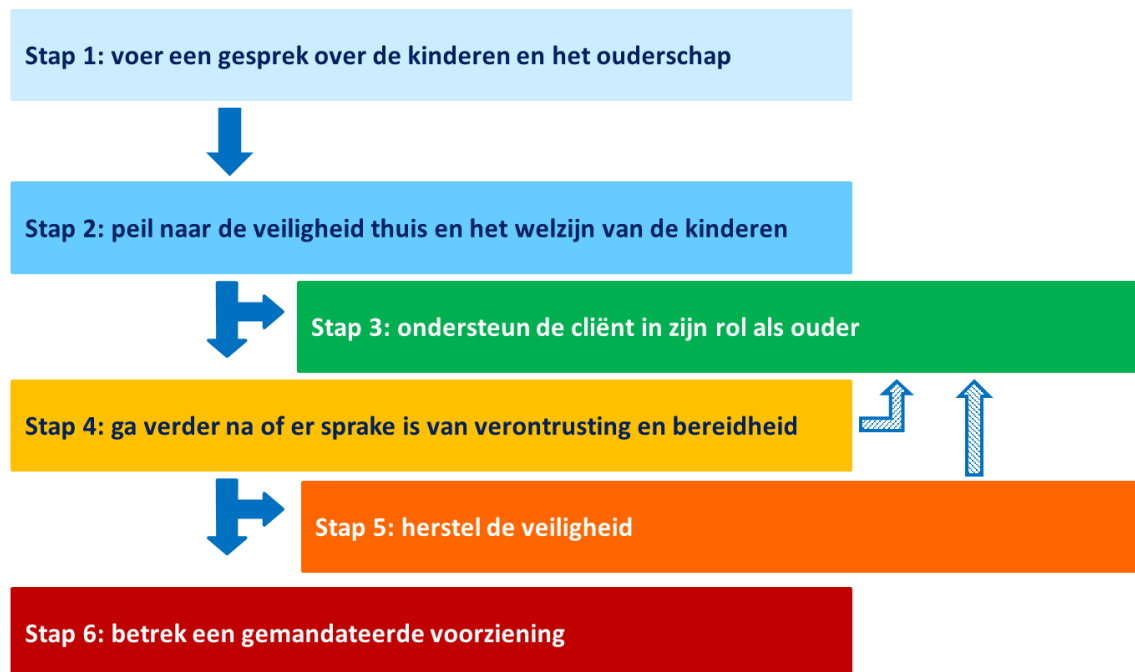 Stap 1: voer een gesprek over de kinderen en het ouderschap
Stap 2: peil naar de veiligheid thuis en het welzijn van de kinderen
Stap 3: ondersteun de cliënt in zijn rol als ouder
Stap 4: ga verder na of er sprake is van verontrusting en bereidheid
Stap 5: herstel de veiligheid
Stap 6: betrek een gemandateerde voorziening